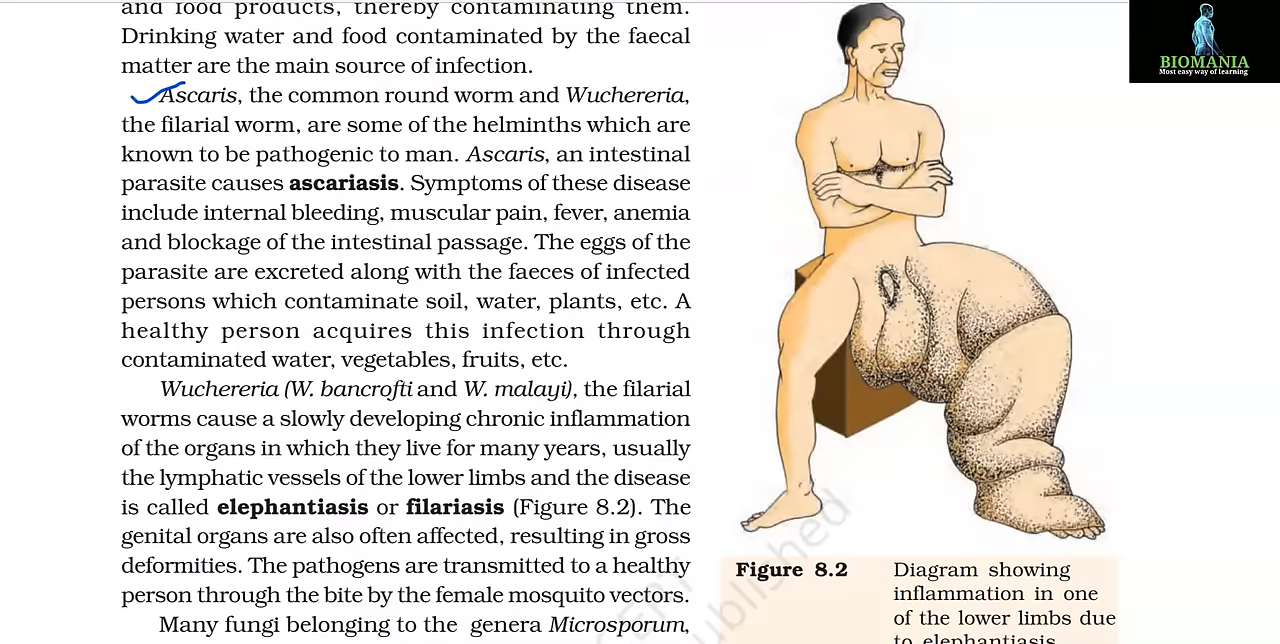 and food products, thereby contaminating them.
Drinking water and food contaminated by the faecal
matter are the main source of infection.
Ascaris, the common round worm and Wuchereria,
the filarial worm, are some of the helminths which are
known to be pathogenic to man. Ascaris, an intestinal
parasite causes ascariasis. Symptoms of these disease
include internal bleeding, muscular pain, fever, anemia
and blockage of the intestinal passage. The eggs of the
parasite are excreted along with the faeces of infected
persons which contaminate soil, water, plants, etc. A
healthy person acquires this infection through
contaminated water, vegetables, fruits, etc.
Wuchereria (W. bancrofti and W. malayi), the filarial
worms cause a slowly developing chronic inflammation
of the organs in which they live for many years, usually
the lymphatic vessels of the lower limbs and the disease
is called elephantiasis or filariasis (Figure 8.2). The
genital organs are also often affected, resulting in gross
deformities. The pathogens are transmitted to a healthy
person through the bite by the female mosquito vectors.
Many fungi belonging to the genera Microsporum,
BIOMANIA
Most easy way of learning
Figure 8.2 Diagram showing
inflammation in one
of the lower limbs due
to elephantiasis
published